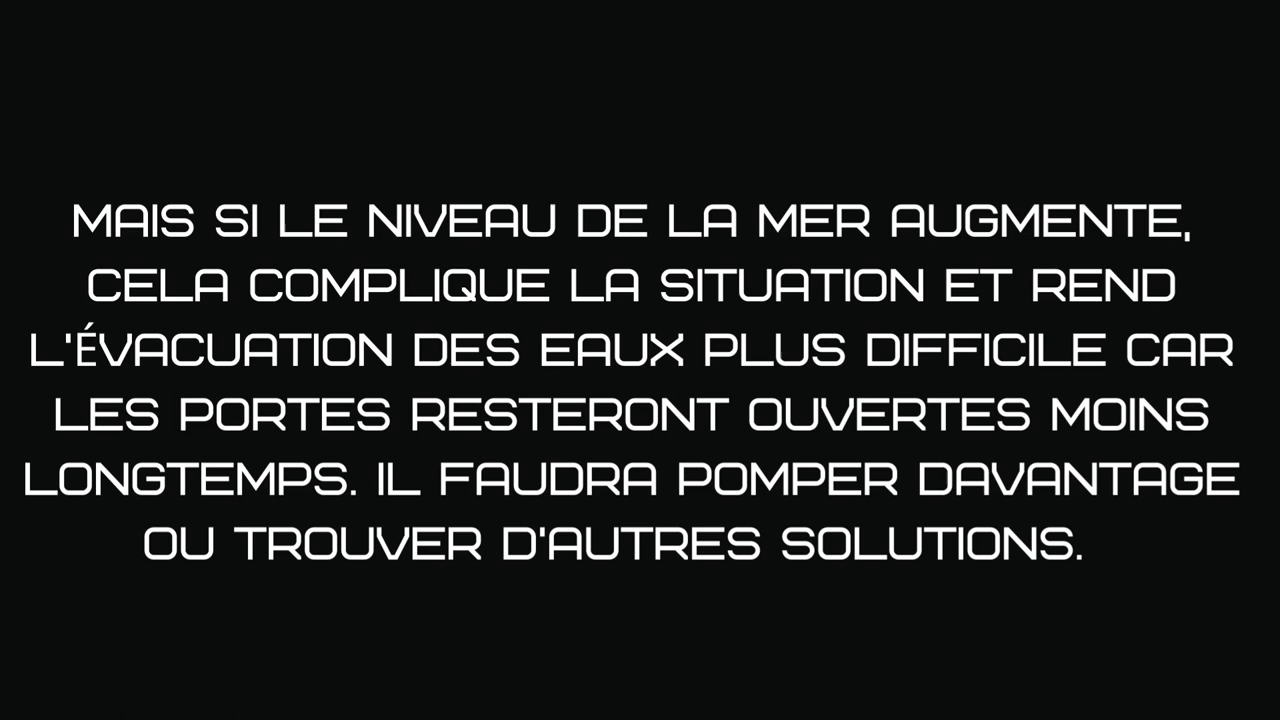 MAIS SI LE NIVEAU DE LA MER AUGMENTE,
CELA COMPLIQUE LA SITUATION ET REND
L'ÉVACUATION DES EAUX PLUS DIFFICILE CAR
LES PORTES RESTERONT OUVERTES MOINS
LONGTEMPS. IL FAUDRA POMPER DAVANTAGE
OU TROUVER D'AUTRES SOLUTIONS.